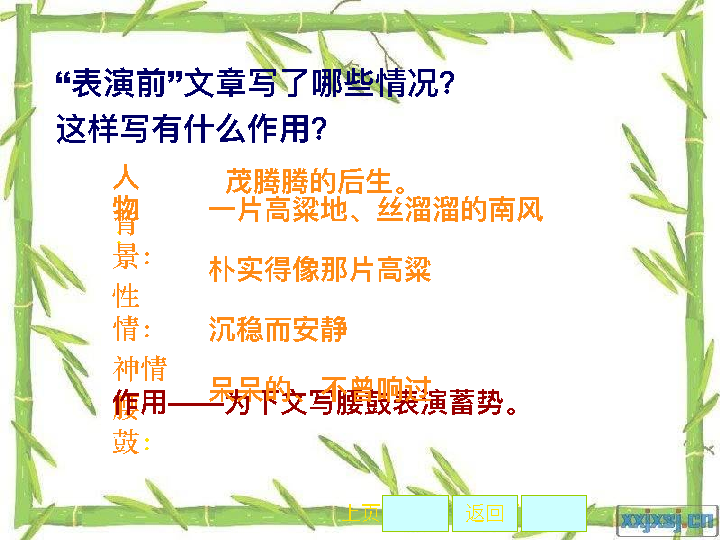 “表演前”文章写了哪些情况？
这样写有什么作用？
人物
茂腾腾的后生。
背景：
一片高粱地、丝溜溜的南风
性情：
朴实得像那片高粱
神情
沉稳而安静
腰鼓：
呆呆的、不曾响过
作用——为下文写腰鼓表演蓄势。
上页
返回
xxjxsj.cn